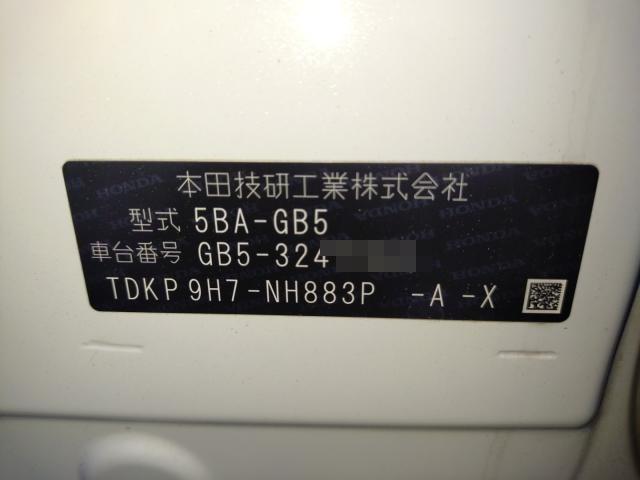 本田技研工業株式会社
型式 5BA-GB5
車台番号 GB5-324
TDKP 9H7-NH883P -A -X